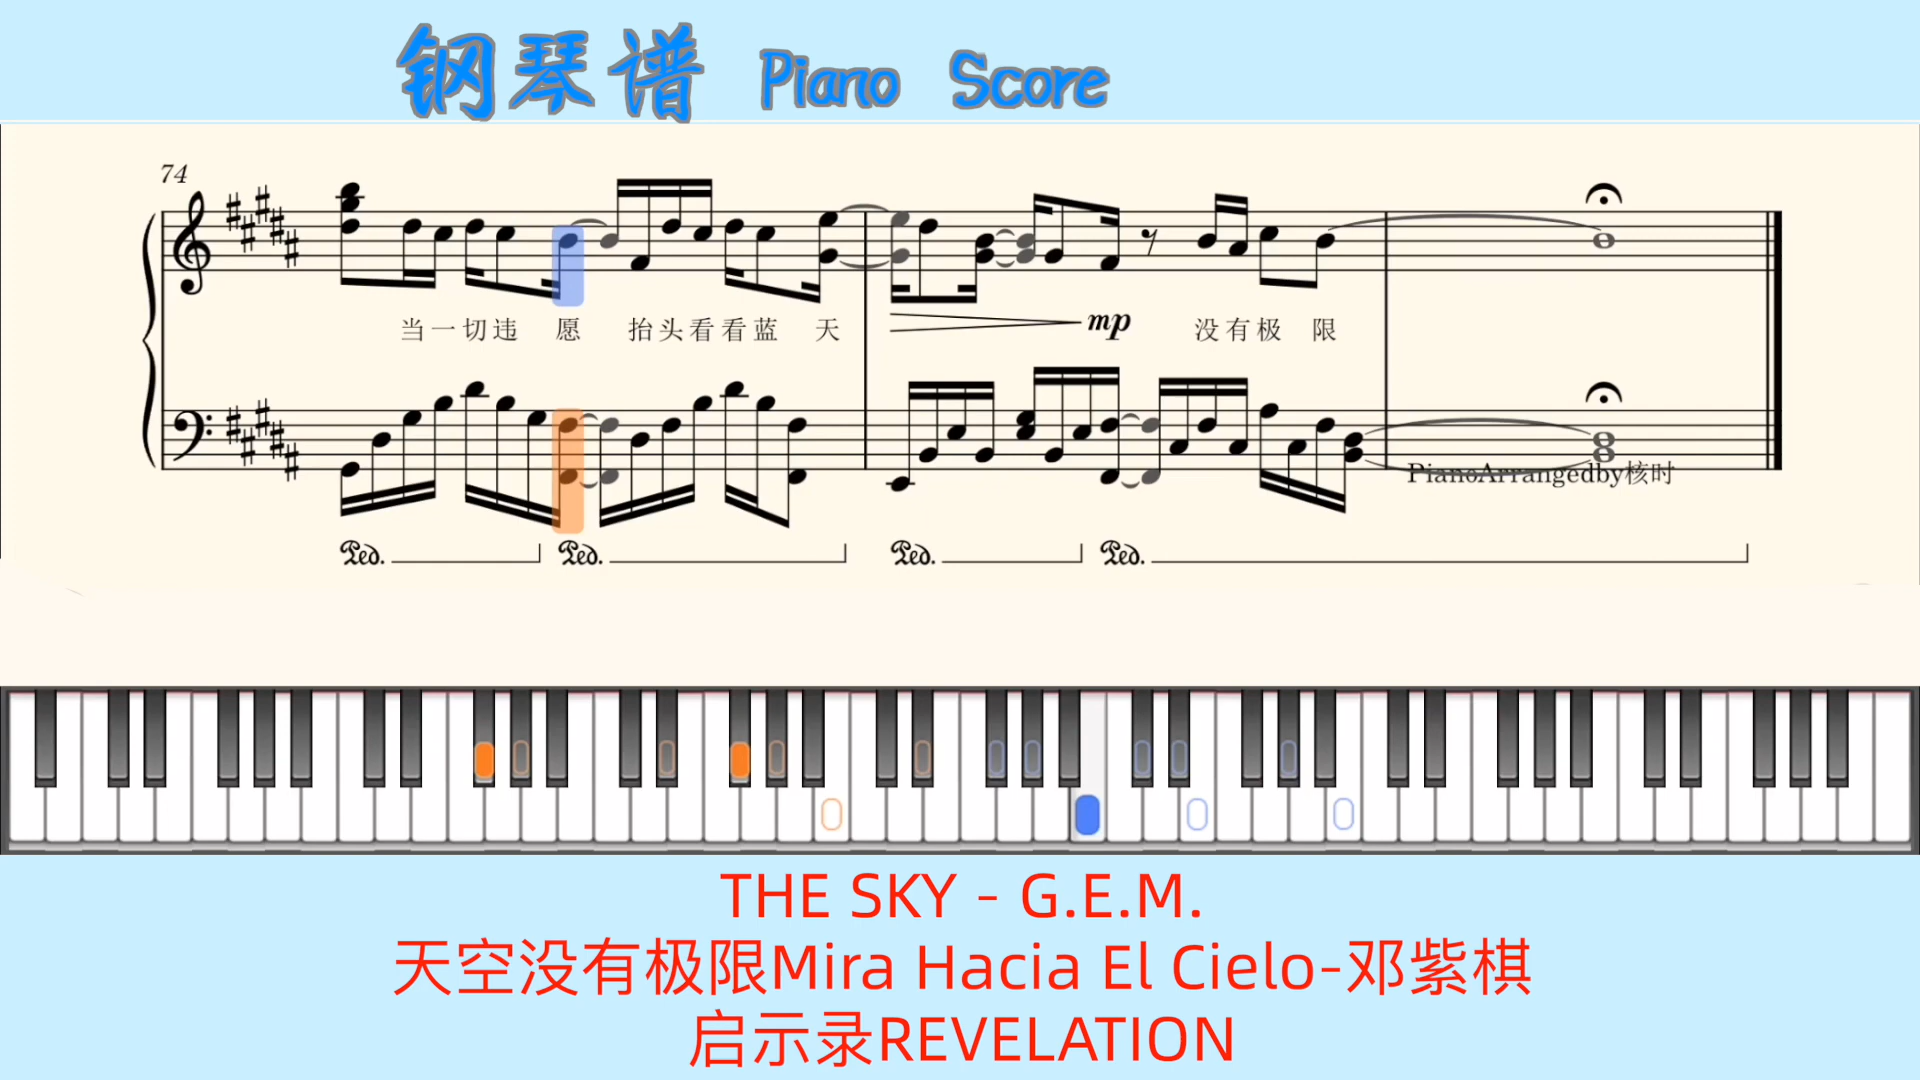 钢琴谱 Piano Score
74
mp
当一切违愿 抬头看看蓝天 没有极限
PianoArrangedby核时
Ped. Ped. Ped. Ped.
THE SKY - G.E.M.
天空没有极限Mira Hacia El Cielo-邓紫棋
启示录REVELATION